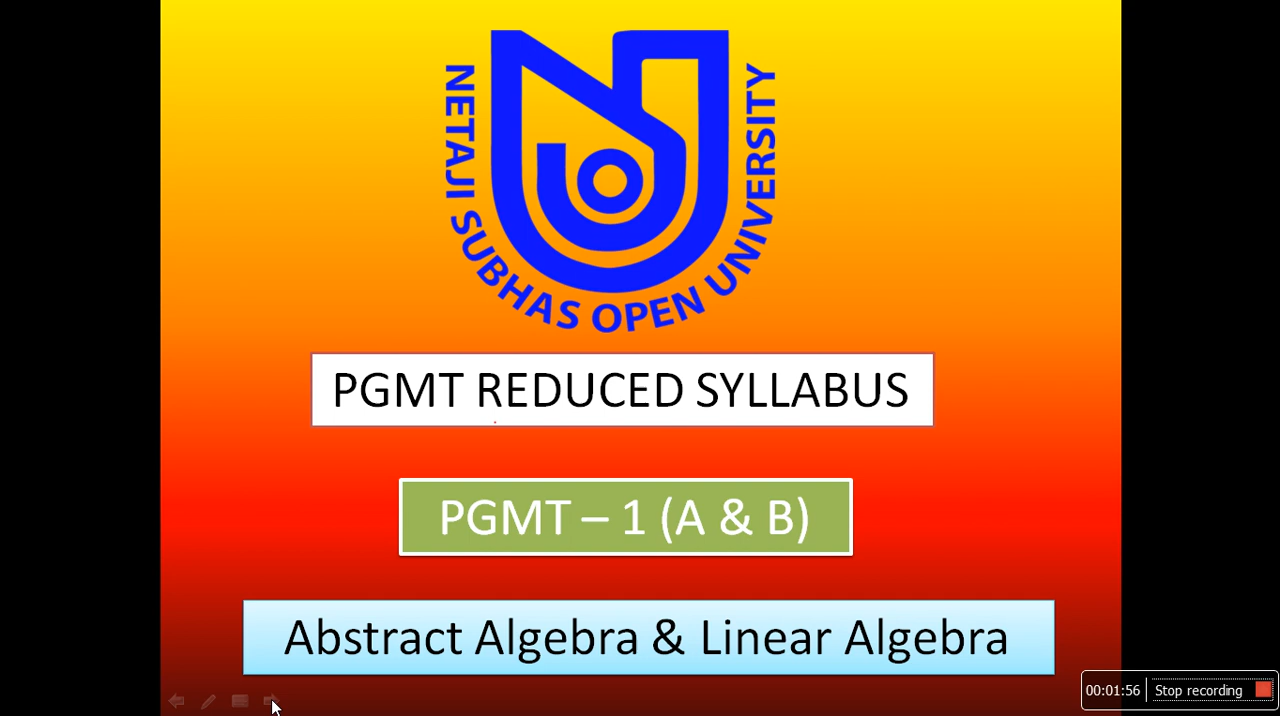 NETAJI SUBHAS OPEN UNIVERSITY
PGMT REDUCED SYLLABUS
PGMT – 1 (A & B)
Abstract Algebra & Linear Algebra
00:01:56 Stop recording